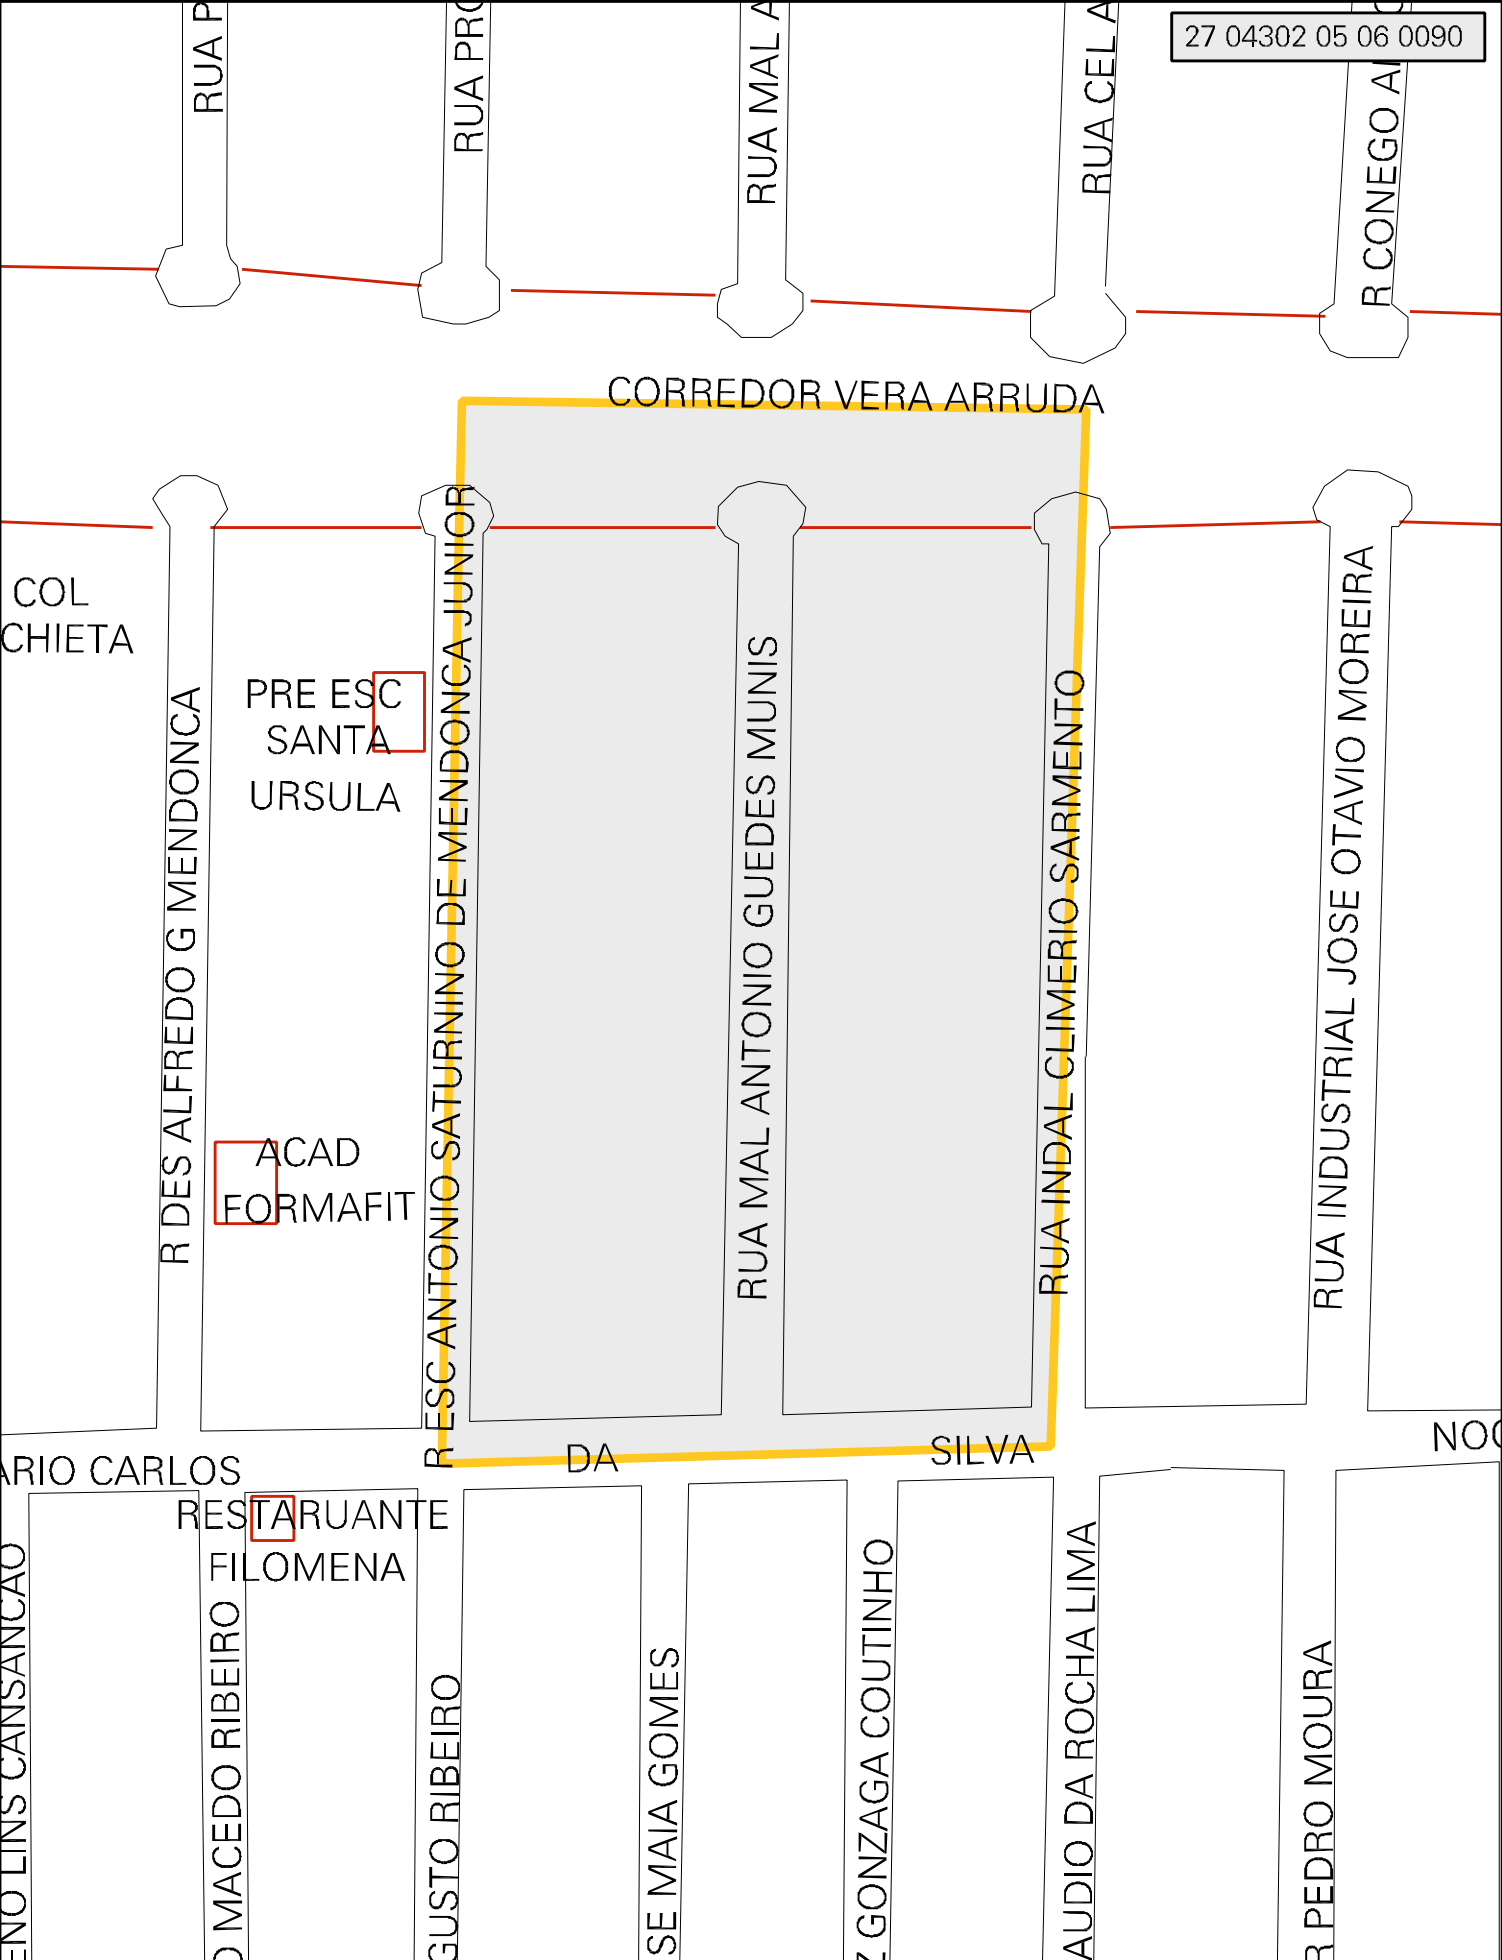 27 04302 05 06 0090
RUA P
RUA PRO
RUA MAL A
RUA CEL A
R CONEGO A
CORREDOR VERA ARRUDA
COL
CHIETA
PRE ESC
SANTA
URSULA
R DES ALFREDO G MENDONCA
R ESC ANTONIO SATURNINO DE MENDONCA JUNIOR
RUA MAL ANTONIO GUEDES MUNIS
RUA INDAL CLIMERIO SARMENTO
RUA INDUSTRIAL JOSE OTAVIO MOREIRA
ACAD
FORMAFIT
ARIO CARLOS
DA
SILVA
NOG
RESTARUANTE
FILOMENA
ENO LINS CANSANCAO
O MACEDO RIBEIRO
GUSTO RIBEIRO
SE MAIA GOMES
Z GONZAGA COUTINHO
AUDIO DA ROCHA LIMA
R PEDRO MOURA